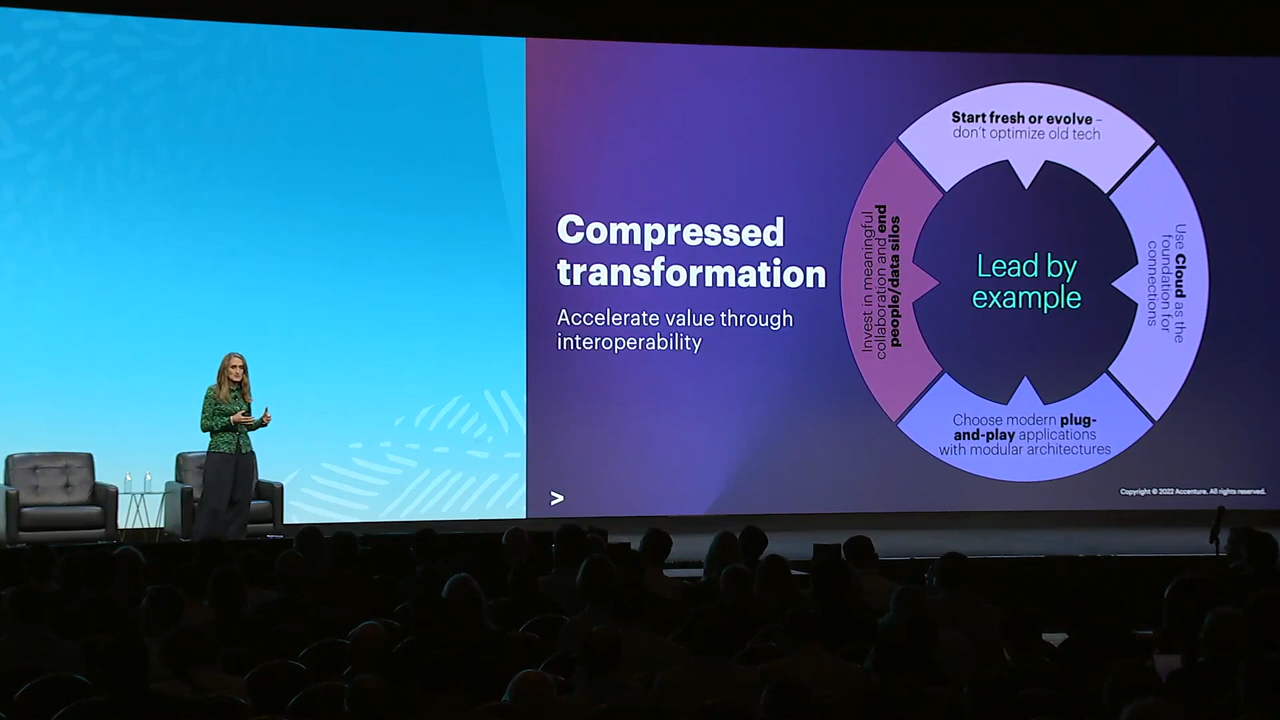 Compressed
transformation
Accelerate value through
interoperability
>
Start fresh or evolve –
don't optimize old tech
Use Cloud as the
foundation for
connections
Choose modern plug-
and-play applications
with modular architectures
Invest in meaningful
collaboration and end
people/data silos
Lead by
example
Copyright © 2022 Accenture. All rights reserved.